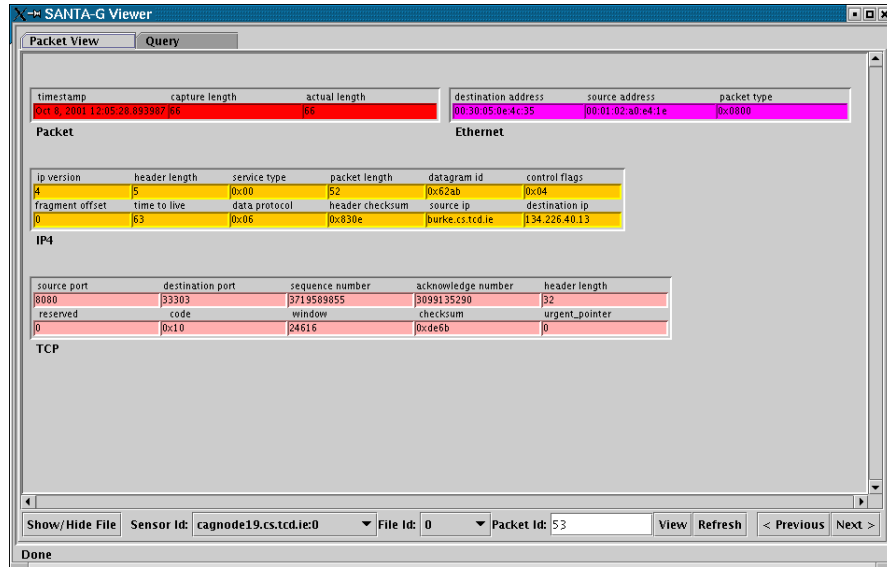 SANTA-G Viewer
Packet View Query
timestamp capture length actual length
Oct 8, 2001 12:05:28.893987 66 66
Packet
destination address source address packet type
00:30:05:0e:4c:35 00:01:02:a0:e4:1e 0x0800
Ethernet
ip version header length service type packet length datagram id control flags
4 5 0x00 52 0x62ab 0x04
fragment offset time to live data protocol header checksum source ip destination ip
0 63 0x06 0x830e burke.cs.tcd.ie 134.226.40.13
IP4
source port destination port sequence number acknowledge number header length
8080 33303 3719589855 3099135290 32
reserved code window checksum urgent_pointer
0 0x10 24616 0xde6b 0
TCP
Show/Hide File Sensor Id: cagnode19.cs.tcd.ie:0 File Id: 0 Packet Id: 53 View Refresh < Previous Next >
Done